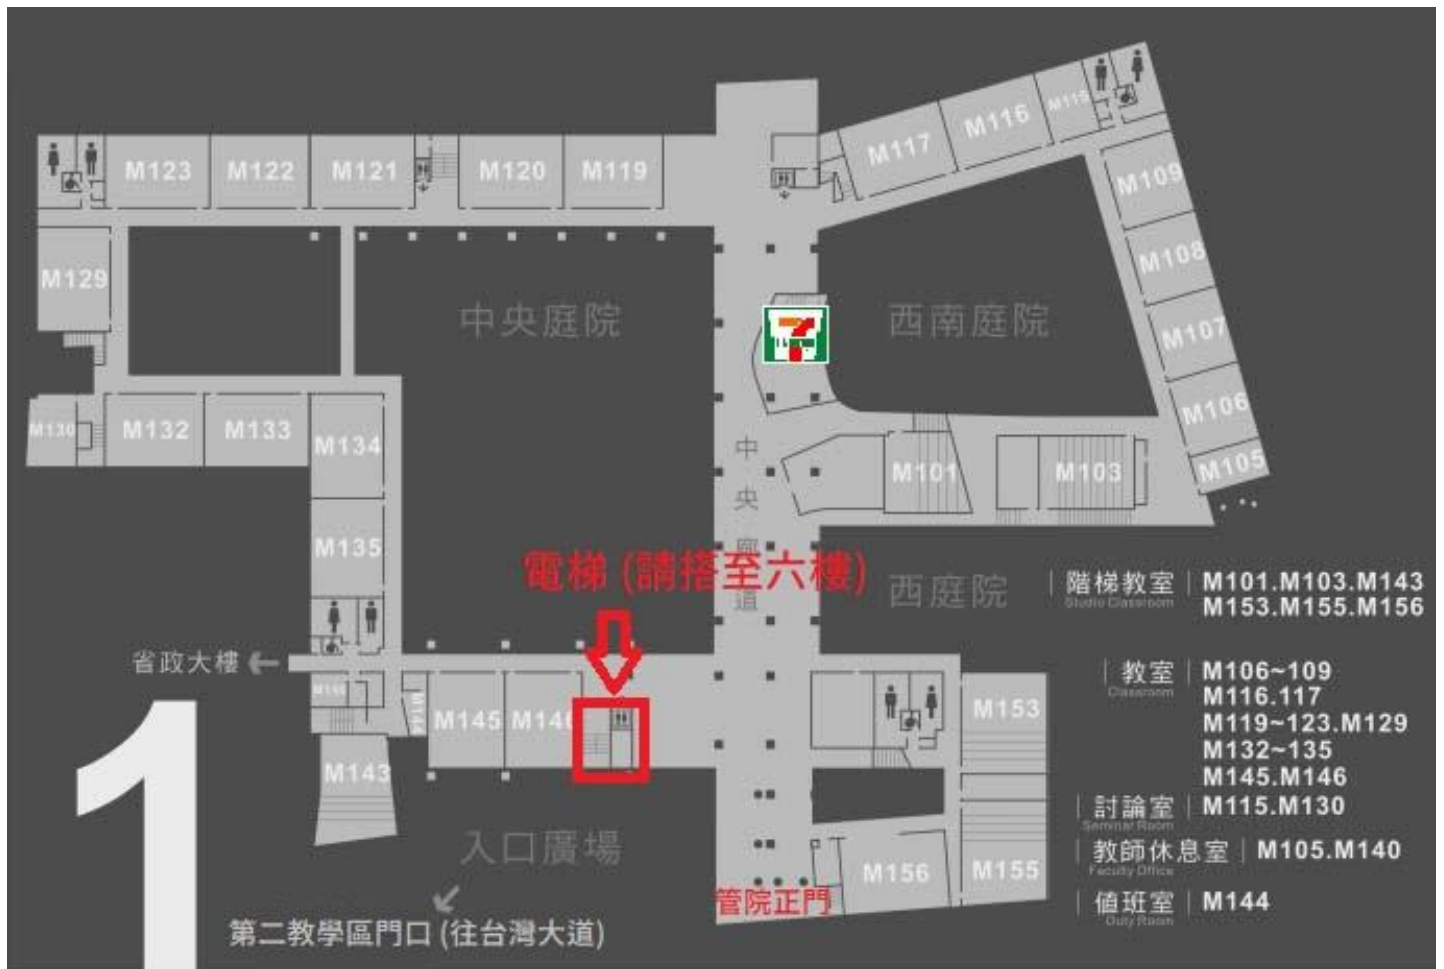 M123
M122
M121
M120
M119
M117
M116
M109
M108
M107
M106
M105
M129
中央庭院
西南庭院
M130
M132
M133
M134
M135
M101
M103
中央廊道
電梯 (請搭至六樓)
西庭院
省政大樓
M144
M145
M146
M143
M153
M155
M156
入口廣場
管院正門
第二教學區門口 (往台灣大道)
1
階梯教室 M101.M103.M143
Studio Classroom M153.M155.M156
教室 M106~109
Classroom M116.117
M119~123.M129
M132~135
M145.M146
討論室 M115.M130
Seminar Room
教師休息室 M105.M140
Faculty Office
值班室 M144
Duty Room